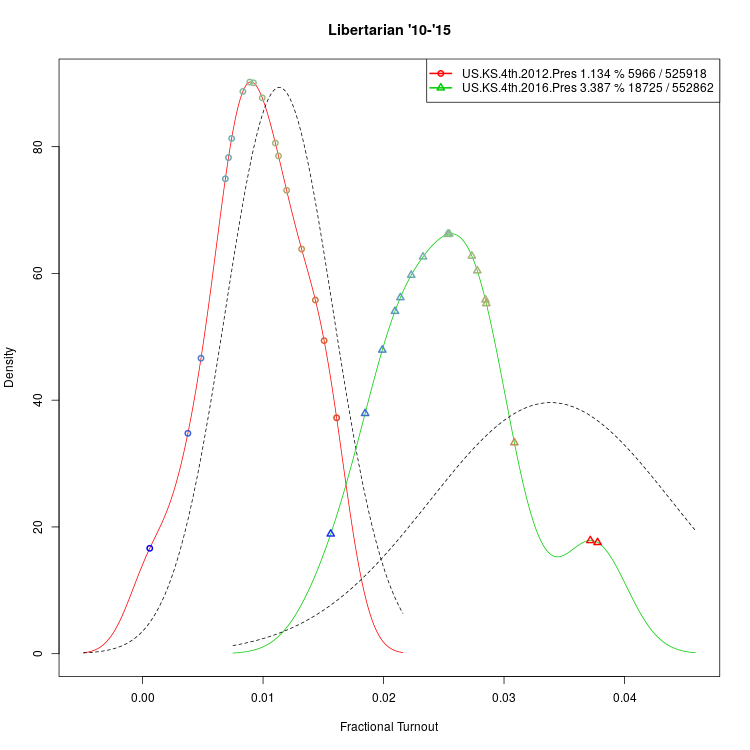 Libertarian '10-'15
US.KS.4th.2012.Pres 1.134 % 5966 / 525918
US.KS.4th.2016.Pres 3.387 % 18725 / 552862
Density
80
60
40
20
0
0.00 0.01 0.02 0.03 0.04
Fractional Turnout